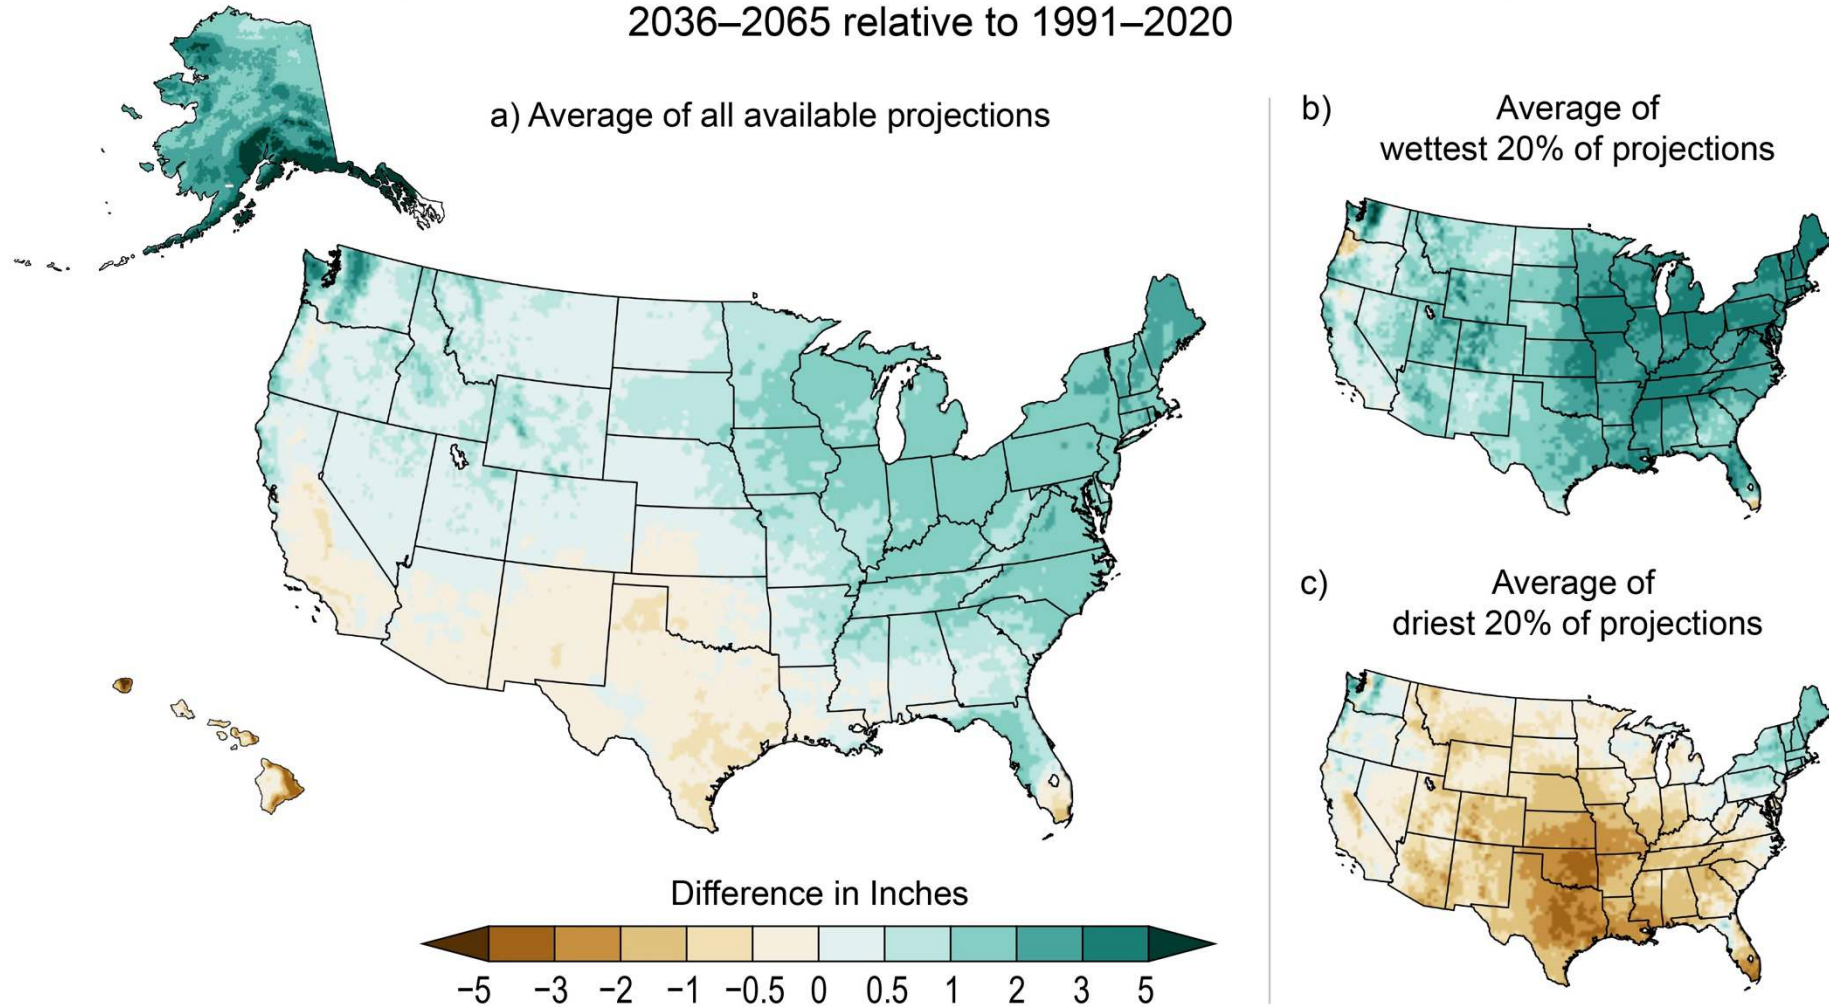 2036–2065 relative to 1991–2020
a) Average of all available projections
b) Average of
wettest 20% of projections
c) Average of
driest 20% of projections
Difference in Inches
−5 −3 −2 −1 −0.5 0 0.5 1 2 3 5